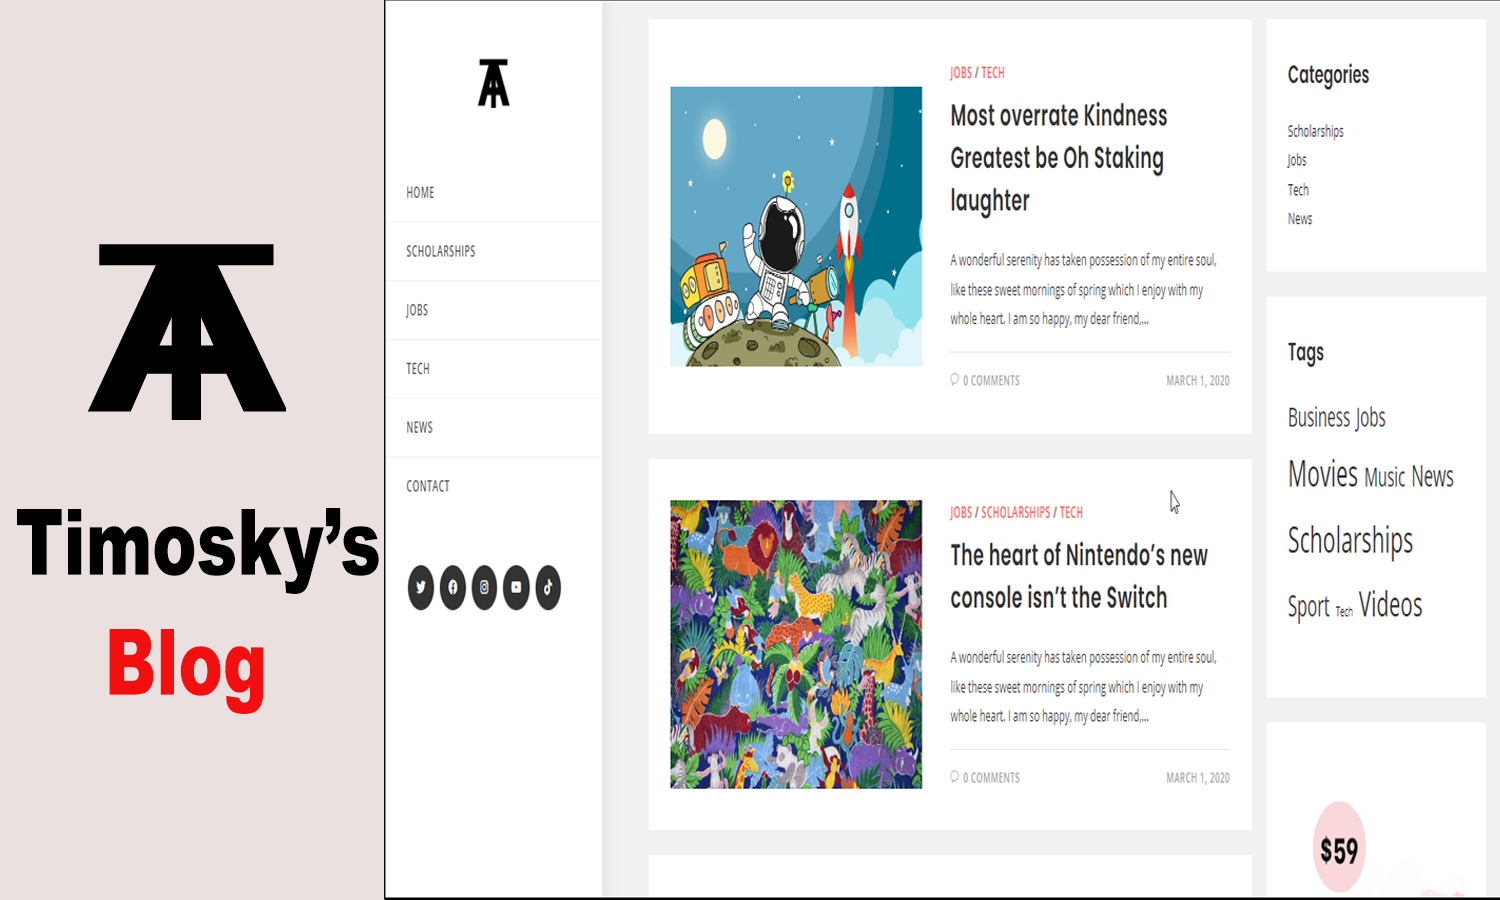 Timosky's
Blog
HOME
SCHOLARSHIPS
JOBS
TECH
NEWS
CONTACT
JOBS / TECH
Most overrate Kindness
Greatest be Oh Staking
laughter
A wonderful serenity has taken possession of my entire soul,
like these sweet mornings of spring which I enjoy with my
whole heart. I am so happy, my dear friend,...
0 COMMENTS MARCH 1, 2020
JOBS / SCHOLARSHIPS / TECH
The heart of Nintendo's new
console isn't the Switch
A wonderful serenity has taken possession of my entire soul,
like these sweet mornings of spring which I enjoy with my
whole heart. I am so happy, my dear friend,...
0 COMMENTS MARCH 1, 2020
Categories
Scholarships
Jobs
Tech
News
Tags
Business Jobs
Movies Music News
Scholarships
Sport Tech Videos
$59